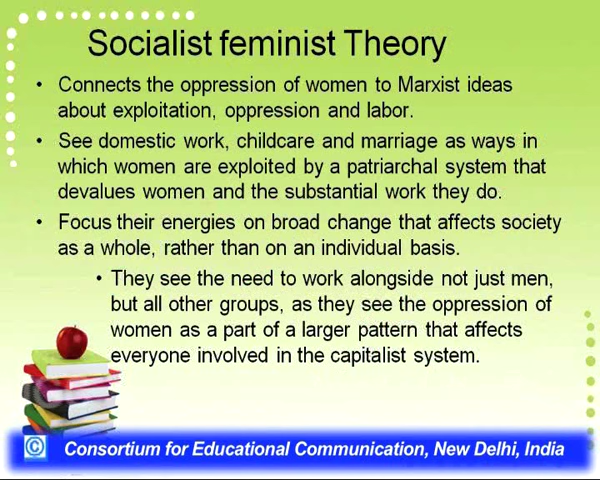 Socialist feminist Theory
• Connects the oppression of women to Marxist ideas
about exploitation, oppression and labor.
• See domestic work, childcare and marriage as ways in
which women are exploited by a patriarchal system that
devalues women and the substantial work they do.
• Focus their energies on broad change that affects society
as a whole, rather than on an individual basis.
• They see the need to work alongside not just men,
but all other groups, as they see the oppression of
women as a part of a larger pattern that affects
everyone involved in the capitalist system.
© Consortium for Educational Communication, New Delhi, India